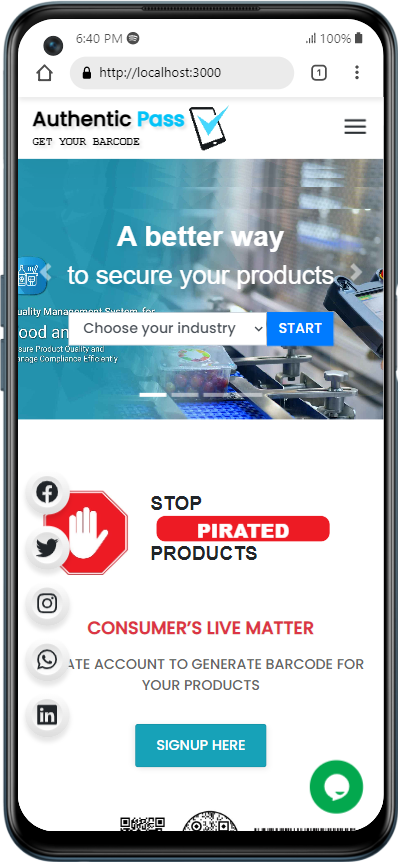 6:40 PM
100%
http://localhost:3000
1
Authentic Pass
GET YOUR BARCODE
A better way
to secure your products
uality Management System for
ood an
Choose your industry
START
sure Product Quality and
anage Compliance Efficiently
STOP
PIRATED
PRODUCTS
CONSUMER'S LIVE MATTER
ATE ACCOUNT TO GENERATE BARCODE FOR
YOUR PRODUCTS
SIGNUP HERE